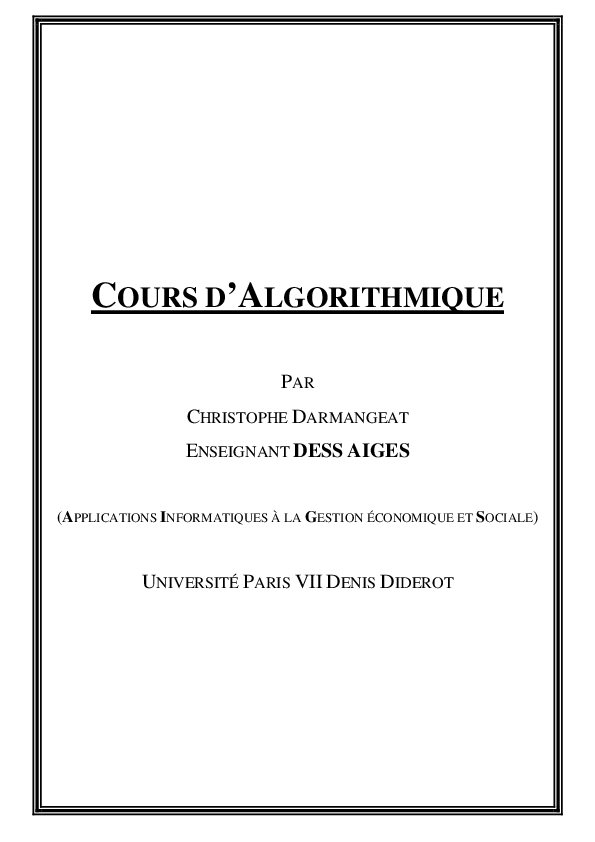 COURS D’ALGORITHMIQUE
PAR
CHRISTOPHE DARMANGEAT
ENSEIGNANT DESS AIGES
(APPLICATIONS INFORMATIQUES À LA GESTION ÉCONOMIQUE ET SOCIALE)
UNIVERSITÉ PARIS VII DENIS DIDEROT